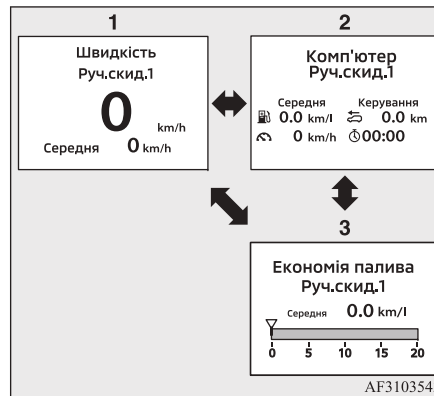 1
Швидкість
Руч.скид.1
0
km/h
Середня 0 km/h
2
Комп'ютер
Руч.скид.1
Середня Керування
0.0 km/l 0.0 km
0 km/h 00:00
3
Економія палива
Руч.скид.1
Середня 0.0 km/l
0 5 10 15 20
AF310354